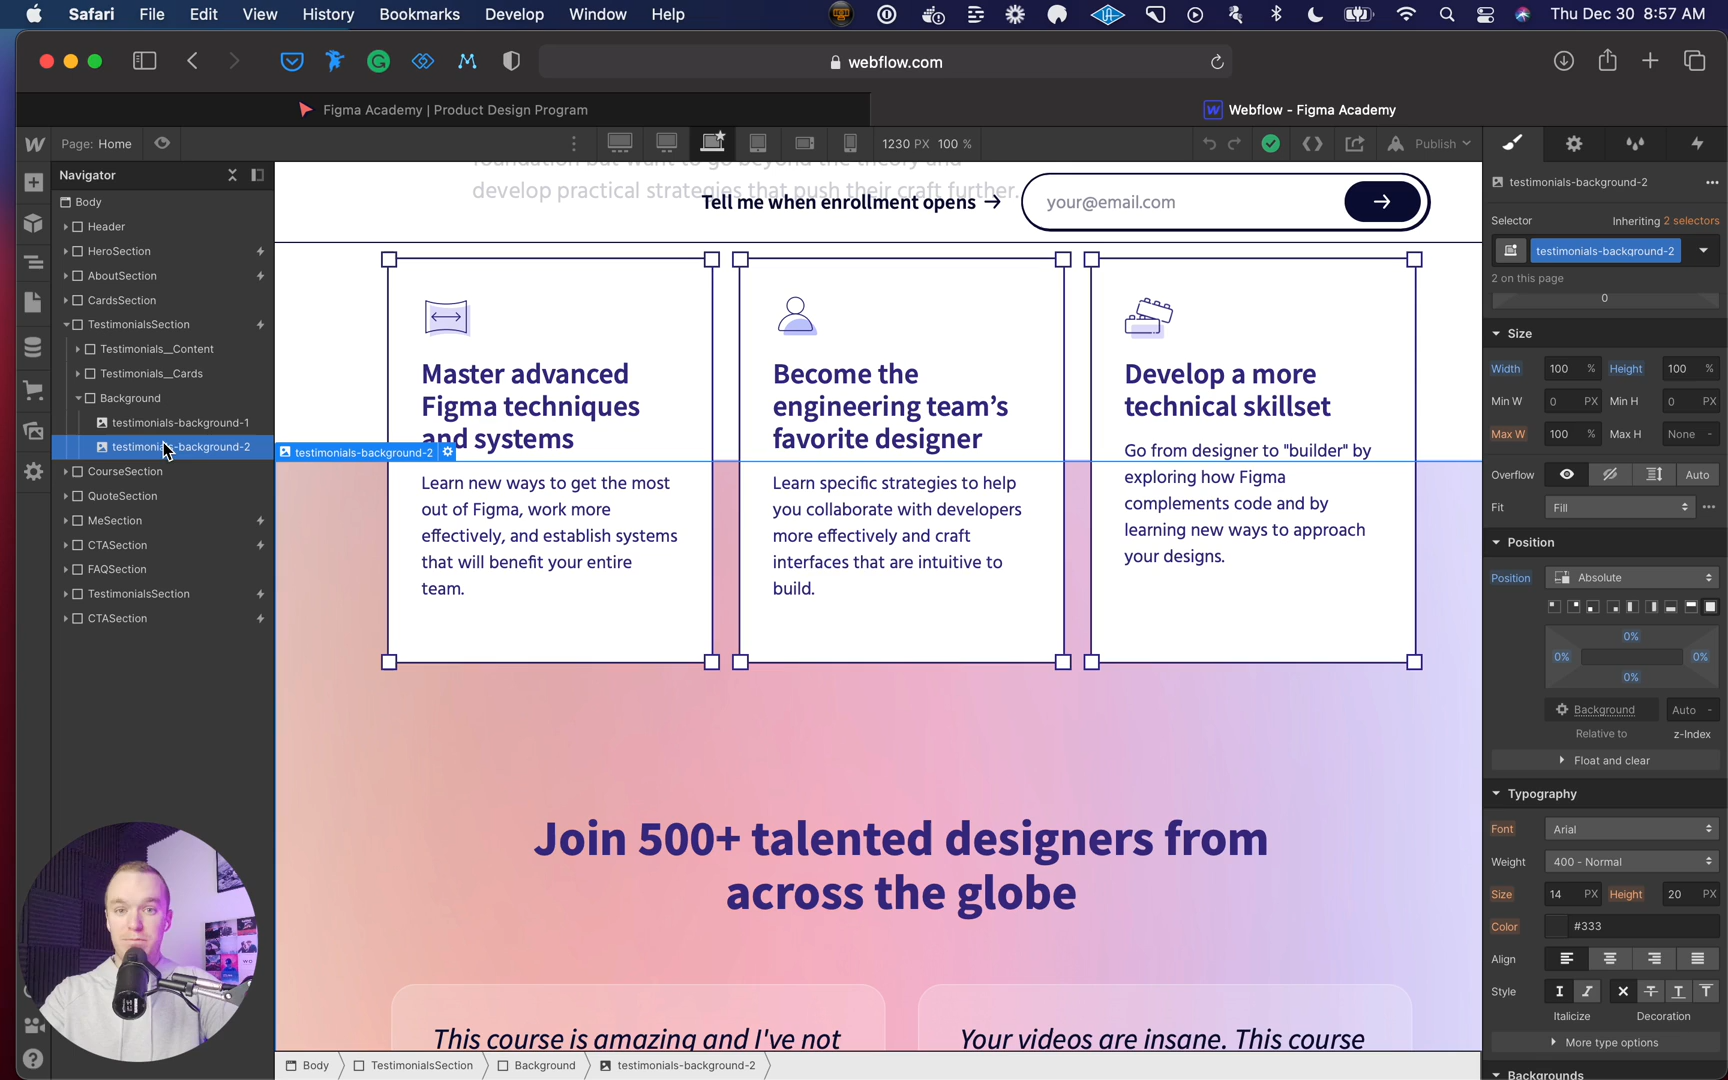 Safari File Edit View History Bookmarks Develop Window Help Thu Dec 30 8:57 AM
webflow.com
Figma Academy | Product Design Program
Webflow - Figma Academy
Page: Home 1230 PX 100 % Publish
Navigator
Body
Header
HeroSection
AboutSection
CardsSection
TestimonialsSection
Testimonials__Content
Testimonials__Cards
Background
testimonials-background-1
testimonials-background-2
CourseSection
QuoteSection
MeSection
CTASection
FAQSection
TestimonialsSection
CTASection
foundation but want to go beyond the theory and
develop practical strategies that push their craft further.
Tell me when enrollment opens →
your@email.com
Master advanced
Figma techniques
and systems
testimonials-background-2
Learn new ways to get the most
out of Figma, work more
effectively, and establish systems
that will benefit your entire
team.
Become the
engineering team’s
favorite designer
Learn specific strategies to help
you collaborate with developers
more effectively and craft
interfaces that are intuitive to
build.
Develop a more
technical skillset
Go from designer to "builder" by
exploring how Figma
complements code and by
learning new ways to approach
your designs.
Join 500+ talented designers from
across the globe
This course is amazing and I've not
Your videos are insane. This course
Body TestimonialsSection Background testimonials-background-2
testimonials-background-2
Selector Inheriting 2 selectors
testimonials-background-2
2 on this page
0
Size
Width 100 % Height 100 %
Min W 0 PX Min H 0 PX
Max W 100 % Max H None -
Overflow Auto
Fit Fill
Position
Position Absolute
0%
0% 0%
0%
Background Auto -
Relative to z-Index
Float and clear
Typography
Font Arial
Weight 400 - Normal
Size 14 PX Height 20 PX
Color #333
Align
Style
Italicize Decoration
More type options
Backgrounds